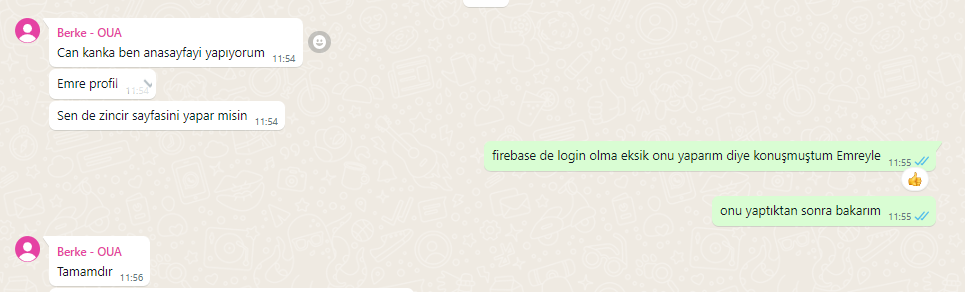 Berke - OUA
Can kanka ben anasayfayi yapıyorum 11:54
Emre profil 11:54
Sen de zincir sayfasini yapar misin 11:54
firebase de login olma eksik onu yaparım diye konuşmuştum Emreyle 11:55
onu yaptıktan sonra bakarım 11:55
Berke - OUA
Tamamdır 11:56